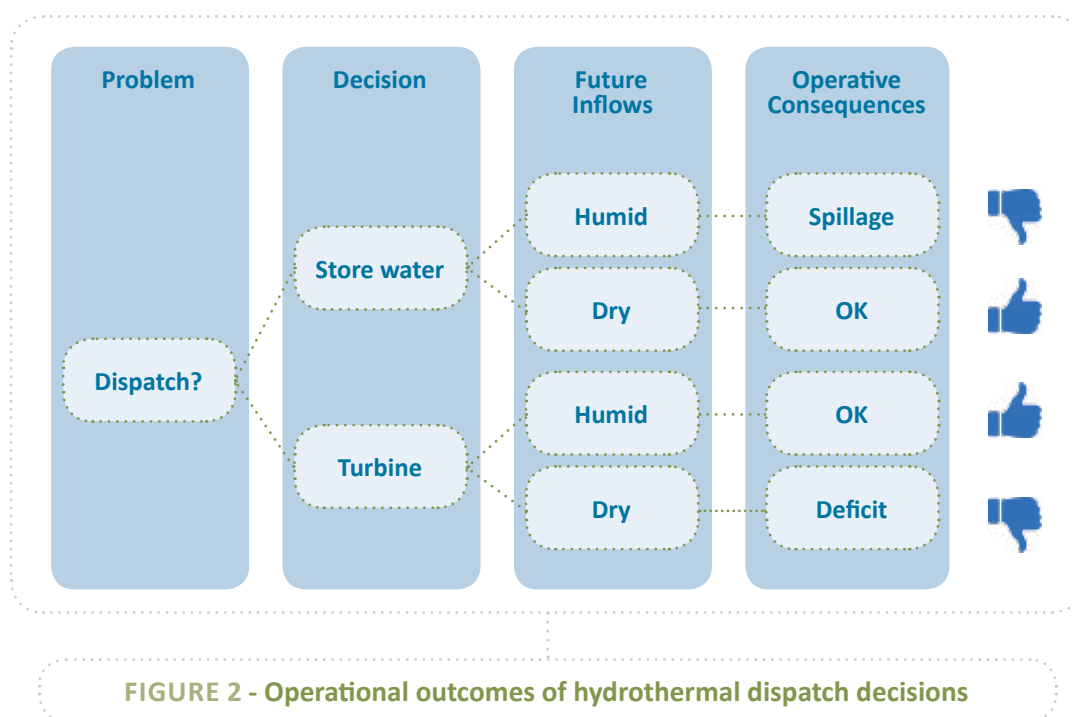 Problem
Decision
Future
Inflows
Operative
Consequences
Dispatch?
Store water
Turbine
Humid
Dry
Humid
Dry
Spillage
OK
OK
Deficit
FIGURE 2 - Operational outcomes of hydrothermal dispatch decisions